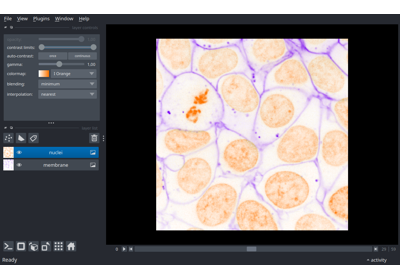 File View Plugins Window Help
contrast limits:
auto-contrast: once continuous
gamma: 1.00
colormap: I Orange
blending: minimum
interpolation: nearest
nuclei
membrane
Ready
activity